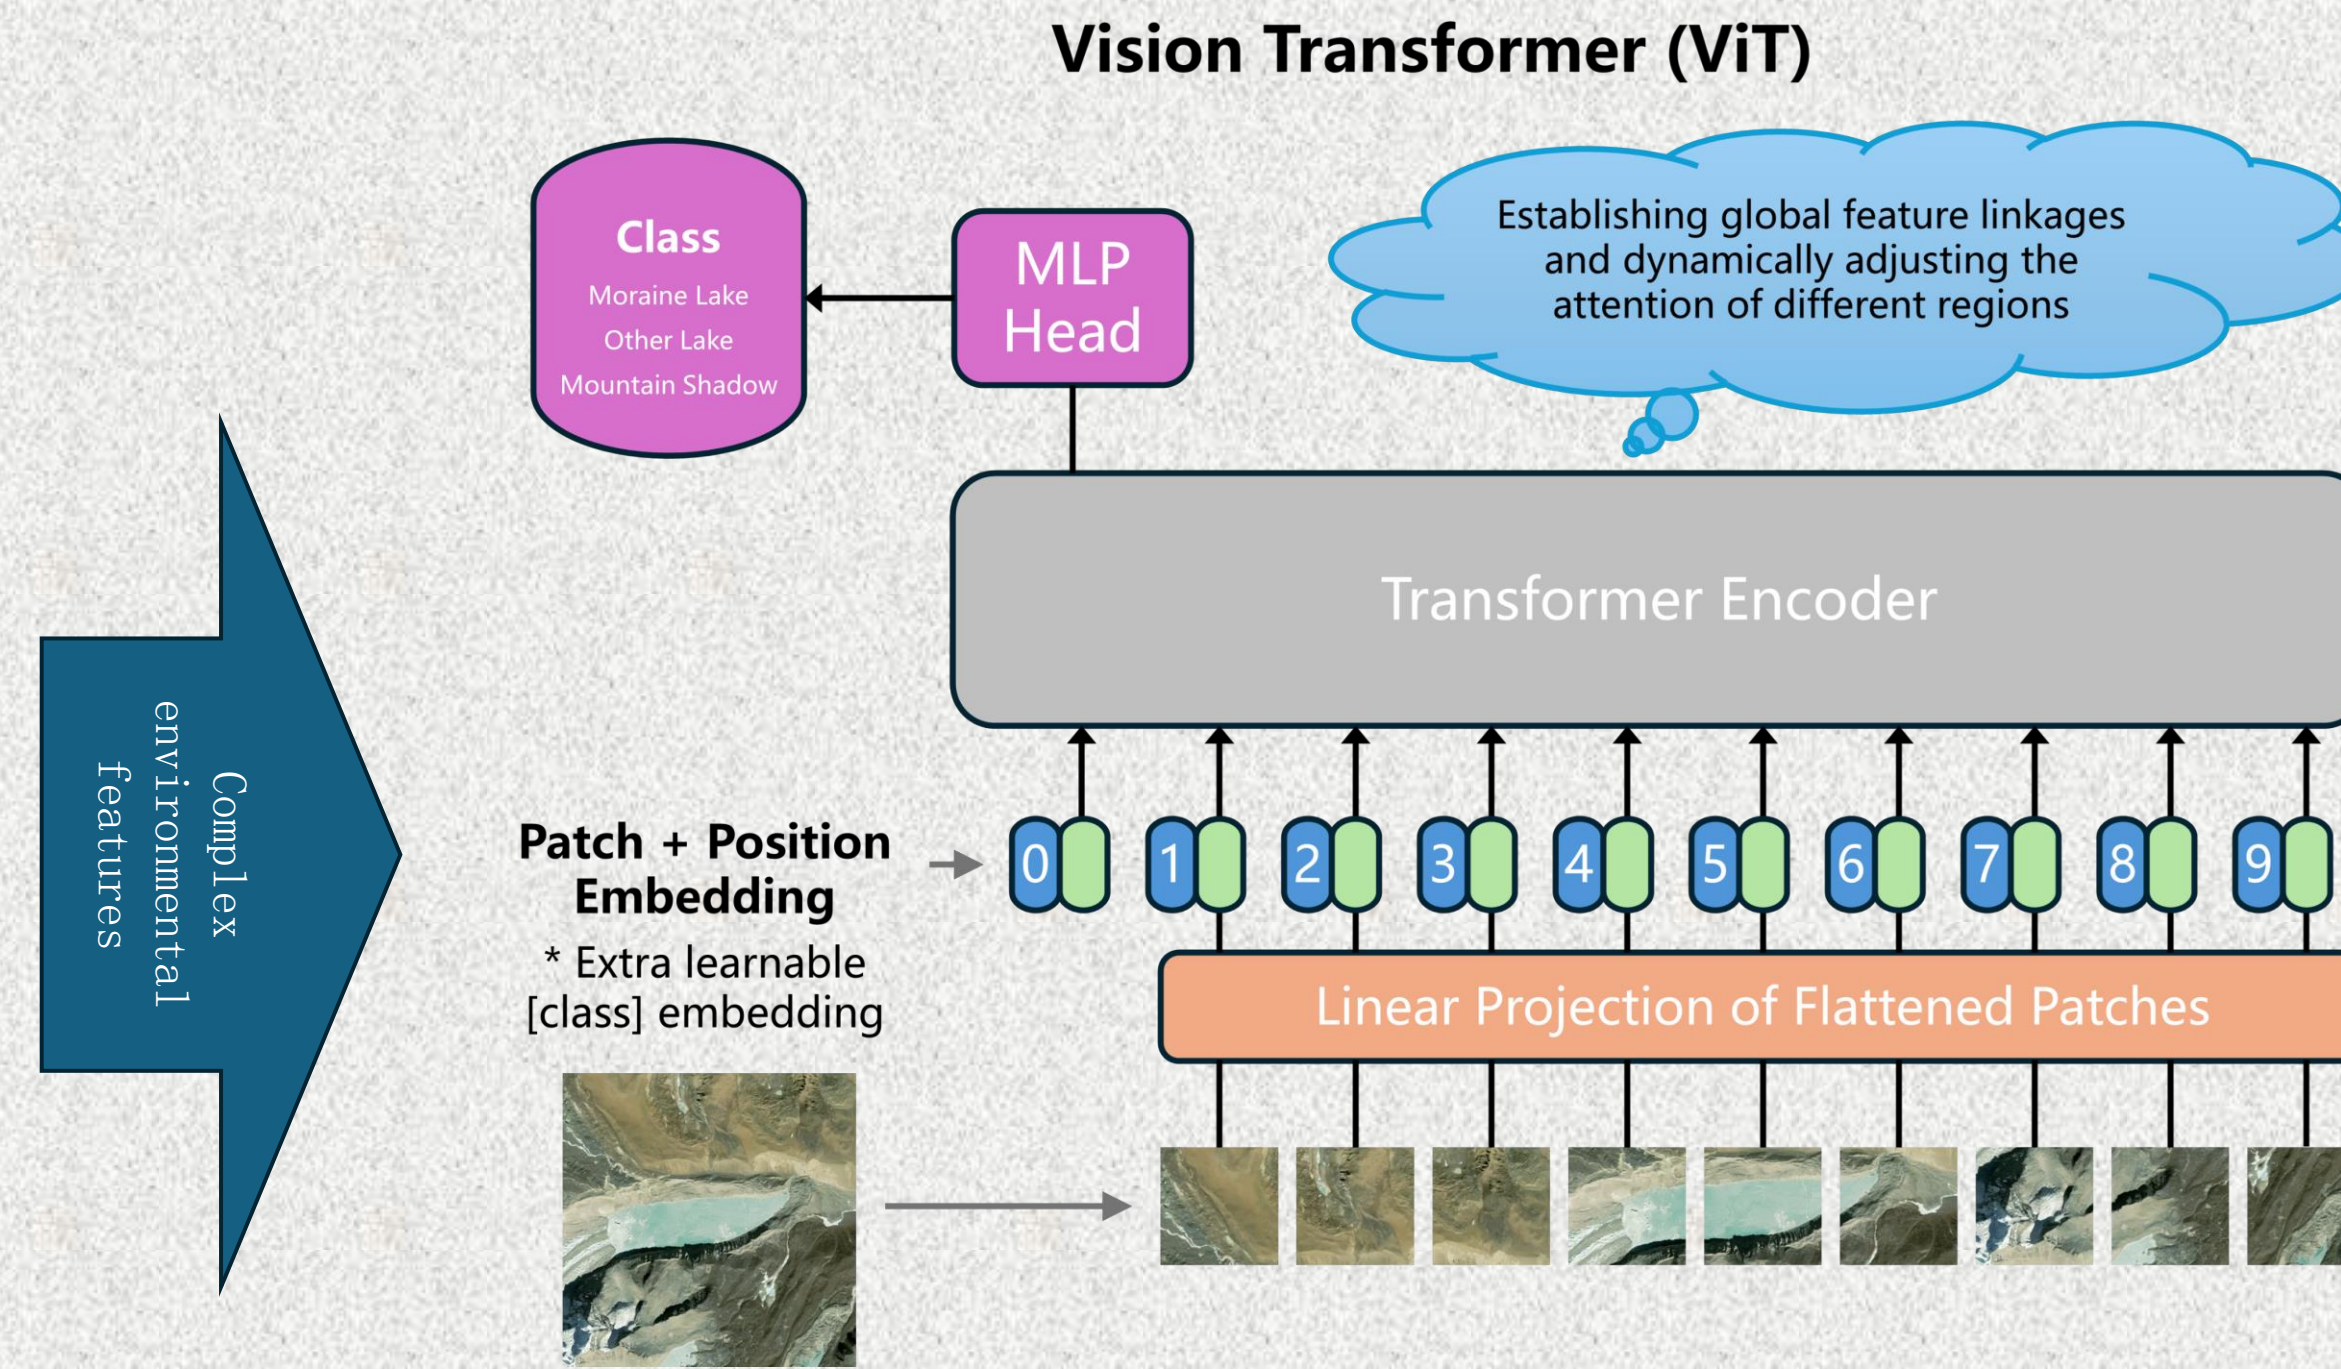 Vision Transformer (ViT)
Class
Moraine Lake
Other Lake
Mountain Shadow
MLP
Head
Establishing global feature linkages
and dynamically adjusting the
attention of different regions
Transformer Encoder
Complex
environmental
features
Patch + Position
Embedding
* Extra learnable
[class] embedding
0 1 2 3 4 5 6 7 8 9
Linear Projection of Flattened Patches